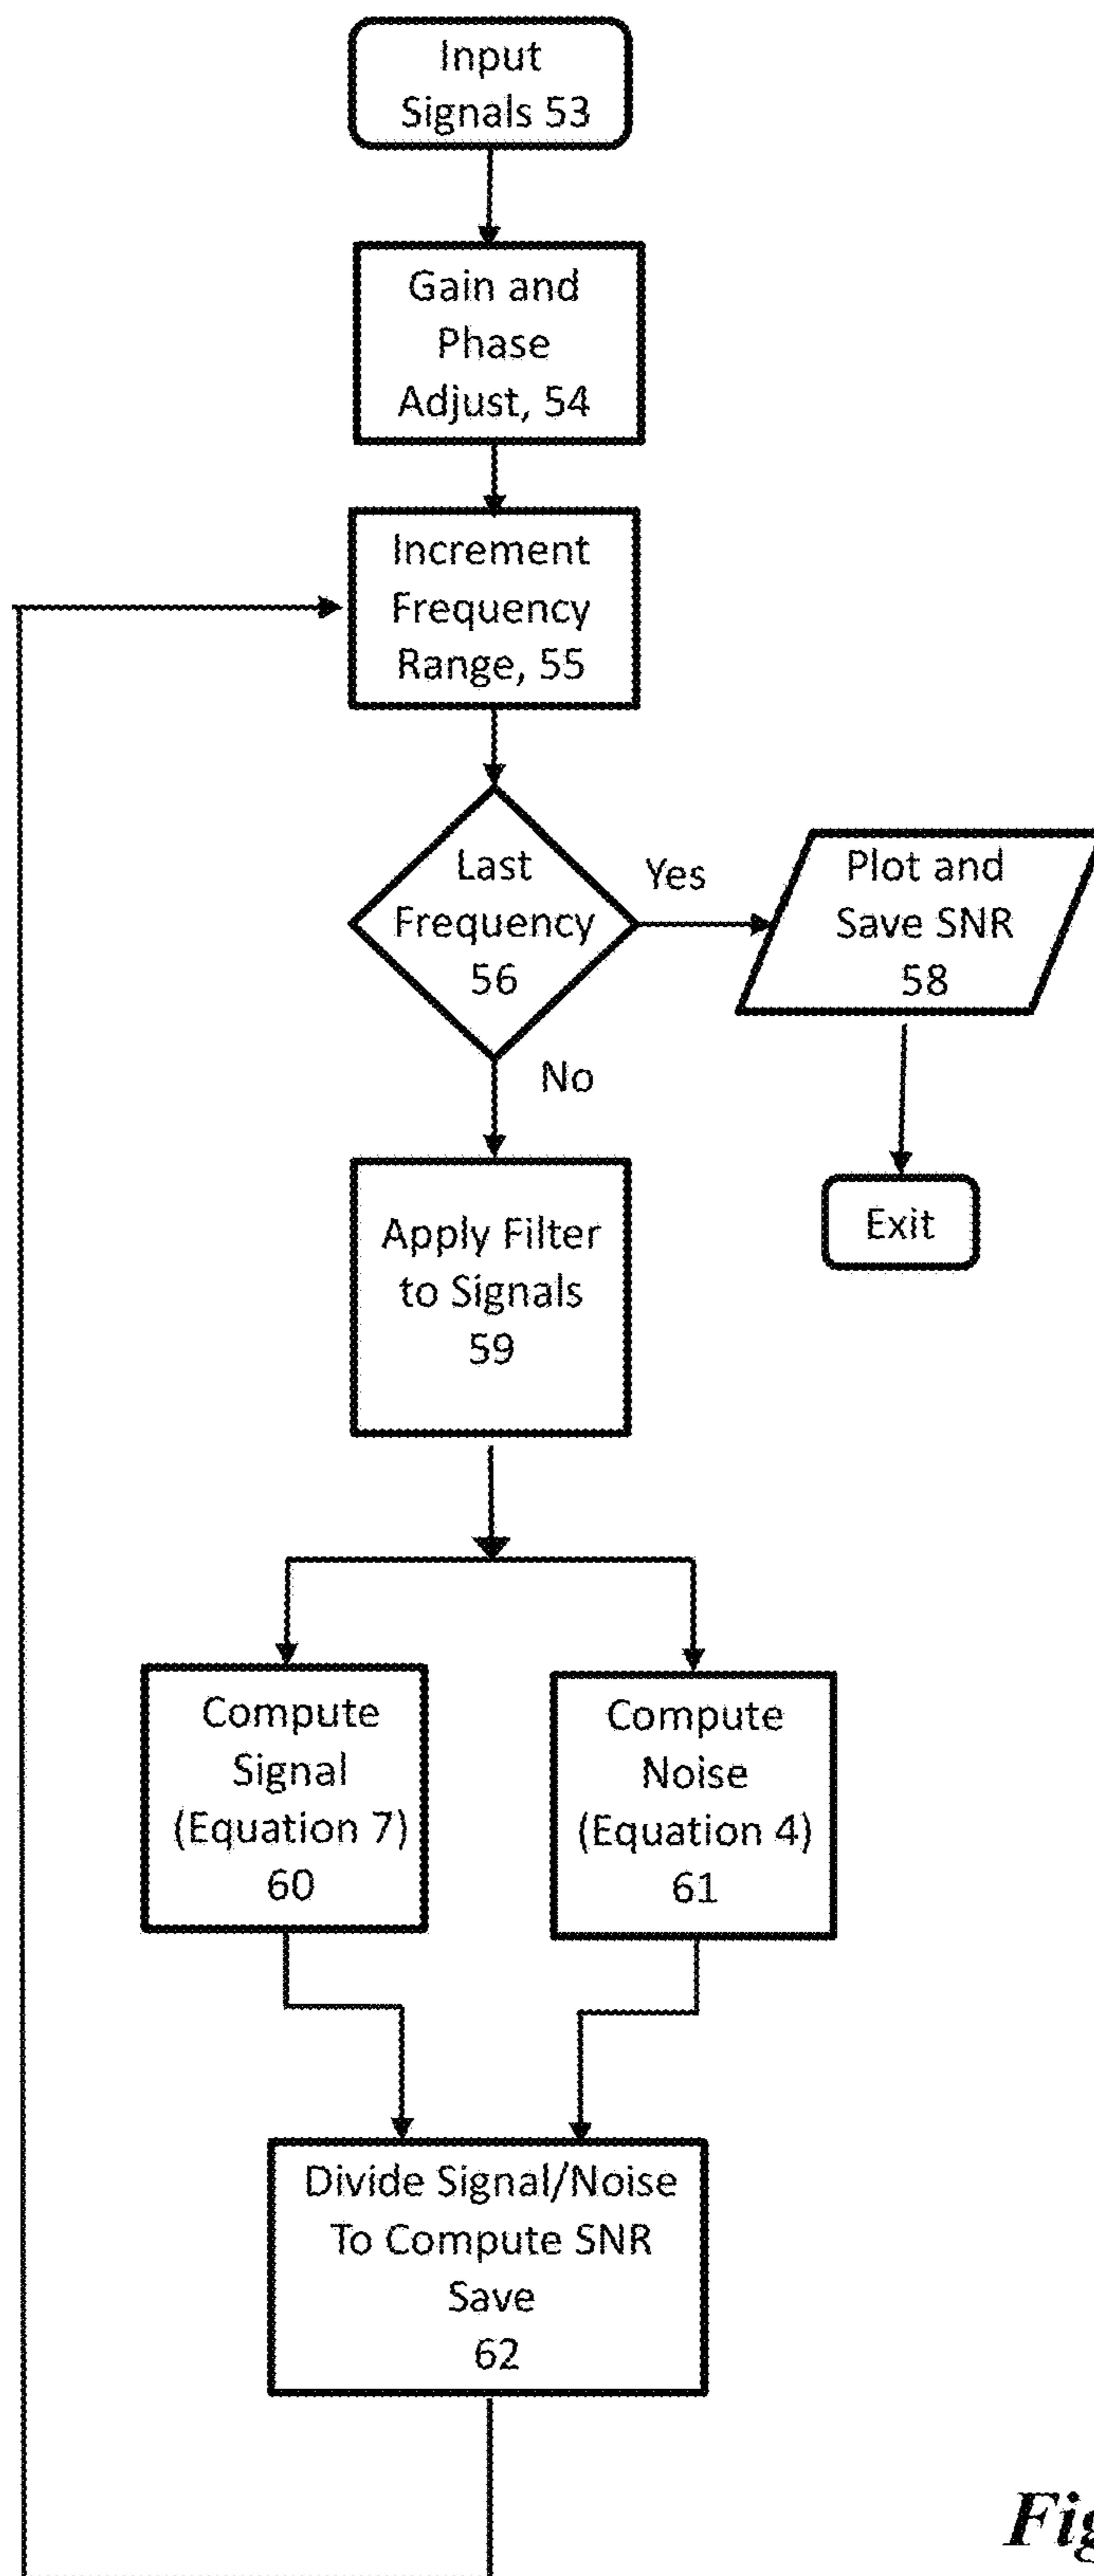 Input
Signals 53
Gain and
Phase
Adjust, 54
Increment
Frequency
Range, 55
Last
Frequency
56
Yes
Plot and
Save SNR
58
No
Exit
Apply Filter
to Signals
59
Compute
Signal
(Equation 7)
60
Compute
Noise
(Equation 4)
61
Divide Signal/Noise
To Compute SNR
Save
62
Fig